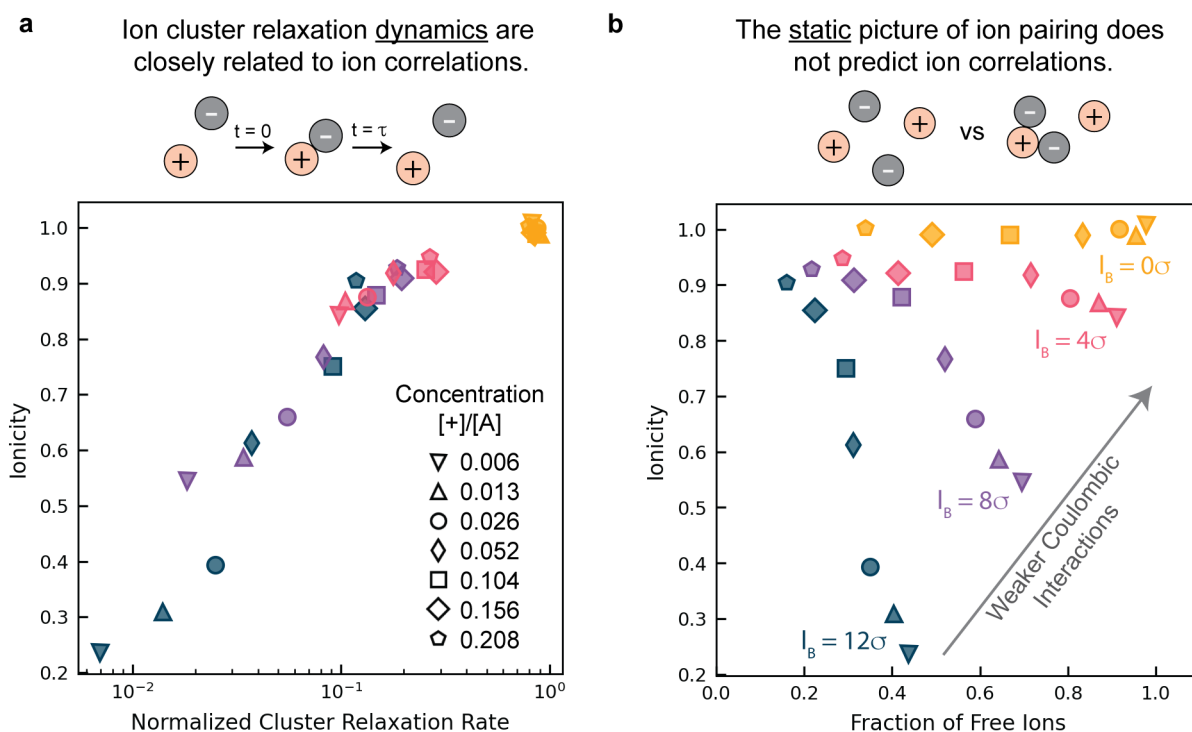 a
Ion cluster relaxation dynamics are
closely related to ion correlations.
−
t = 0
−
t = τ
−
+
+
+
1.0
0.9
0.8
0.7
0.6
0.5
0.4
0.3
0.2
Ionicity
Concentration
[+]/[A]
0.006
0.013
0.026
0.052
0.104
0.156
0.208
10⁻²
10⁻¹
10⁰
Normalized Cluster Relaxation Rate
b
The static picture of ion pairing does
not predict ion correlations.
−
+
+
−
vs
−
+
−
+
1.0
0.9
0.8
0.7
0.6
0.5
0.4
0.3
0.2
Ionicity
l_B = 0σ
l_B = 4σ
l_B = 8σ
l_B = 12σ
Weaker Coulombic
Interactions
0.0
0.2
0.4
0.6
0.8
1.0
Fraction of Free Ions